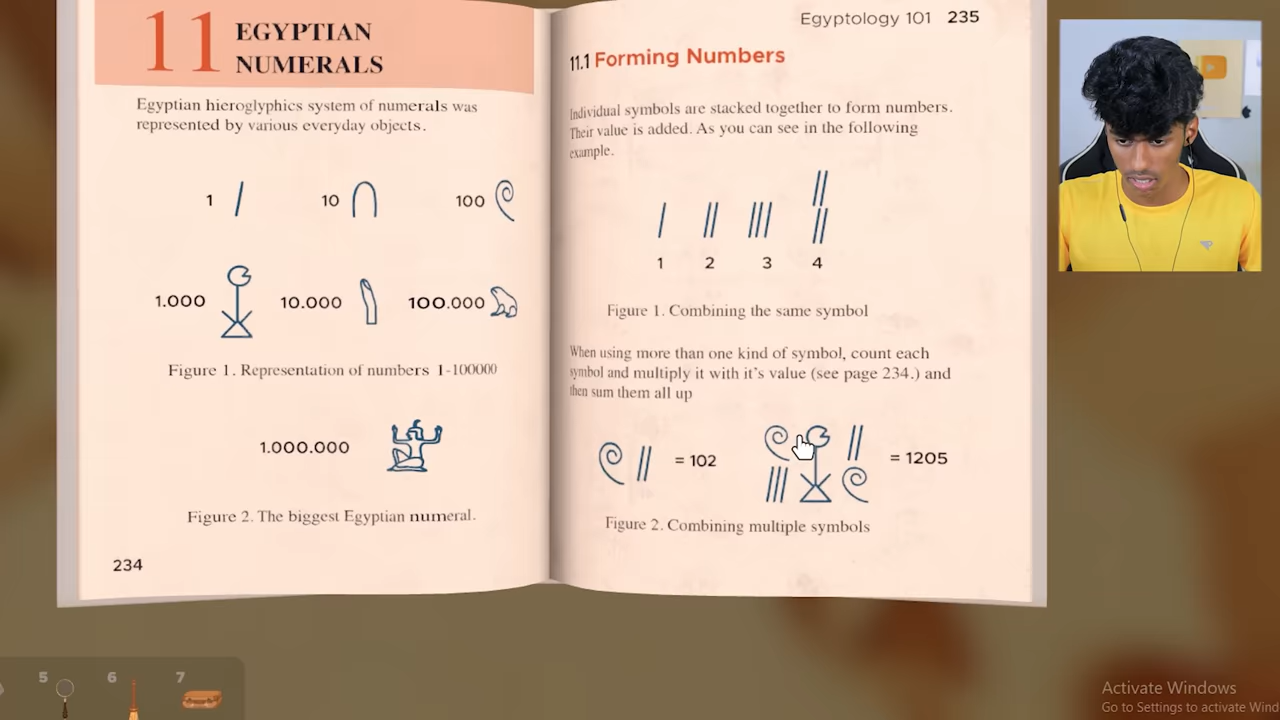 11 EGYPTIAN
NUMERALS
Egyptian hieroglyphics system of numerals was
represented by various everyday objects.
1
10
100
1.000
10.000
100.000
Figure 1. Representation of numbers 1-100000
1.000.000
Figure 2. The biggest Egyptian numeral.
234
Egyptology 101 235
11.1 Forming Numbers
Individual symbols are stacked together to form numbers.
Their value is added. As you can see in the following
example.
1 2 3 4
Figure 1. Combining the same symbol
When using more than one kind of symbol, count each
symbol and multiply it with it's value (see page 234.) and
then sum them all up
= 102
= 1205
Figure 2. Combining multiple symbols
5 6 7
Activate Windows
Go to Settings to activate Wind